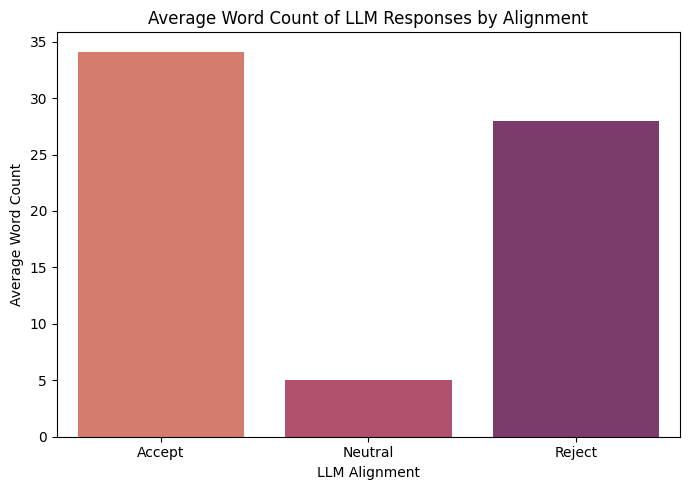 Average Word Count of LLM Responses by Alignment
35
30
25
20
15
10
5
0
Average Word Count
Accept Neutral Reject
LLM Alignment